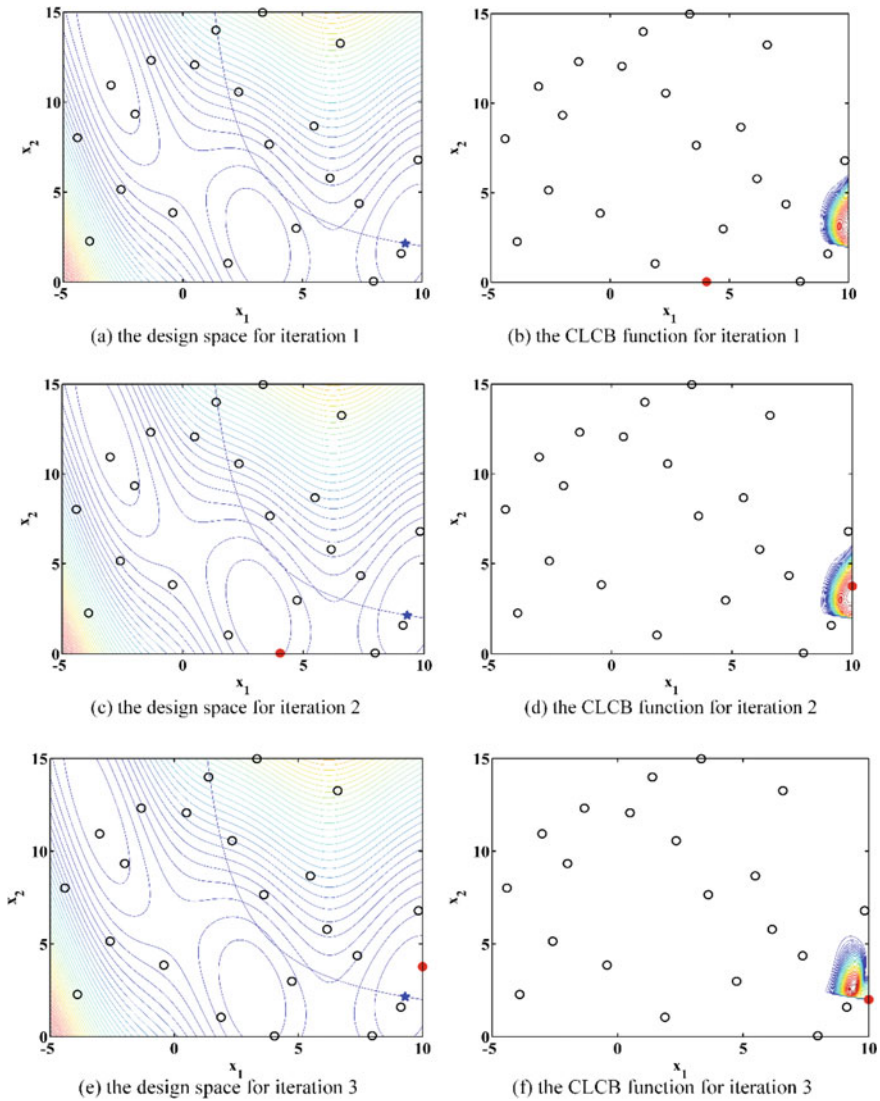 15
10
x2
5
0
-5 0 5 10
x1
(a) the design space for iteration 1
15
10
x2
5
0
-5 0 5 10
x1
(b) the CLCB function for iteration 1
15
10
x2
5
0
-5 0 5 10
x1
(c) the design space for iteration 2
15
10
x2
5
0
-5 0 5 10
x1
(d) the CLCB function for iteration 2
15
10
x2
5
0
-5 0 5 10
x1
(e) the design space for iteration 3
15
10
x2
5
0
-5 0 5 10
x1
(f) the CLCB function for iteration 3